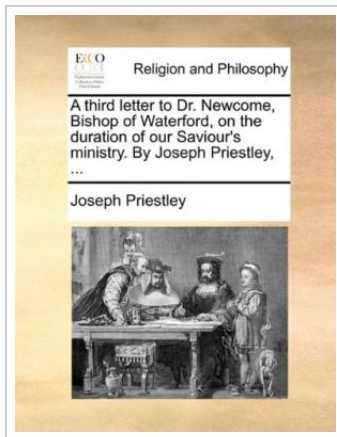 ECCO
Religion and Philosophy
A third letter to Dr. Newcome,
Bishop of Waterford, on the
duration of our Saviour's
ministry. By Joseph Priestley,
...
Joseph Priestley